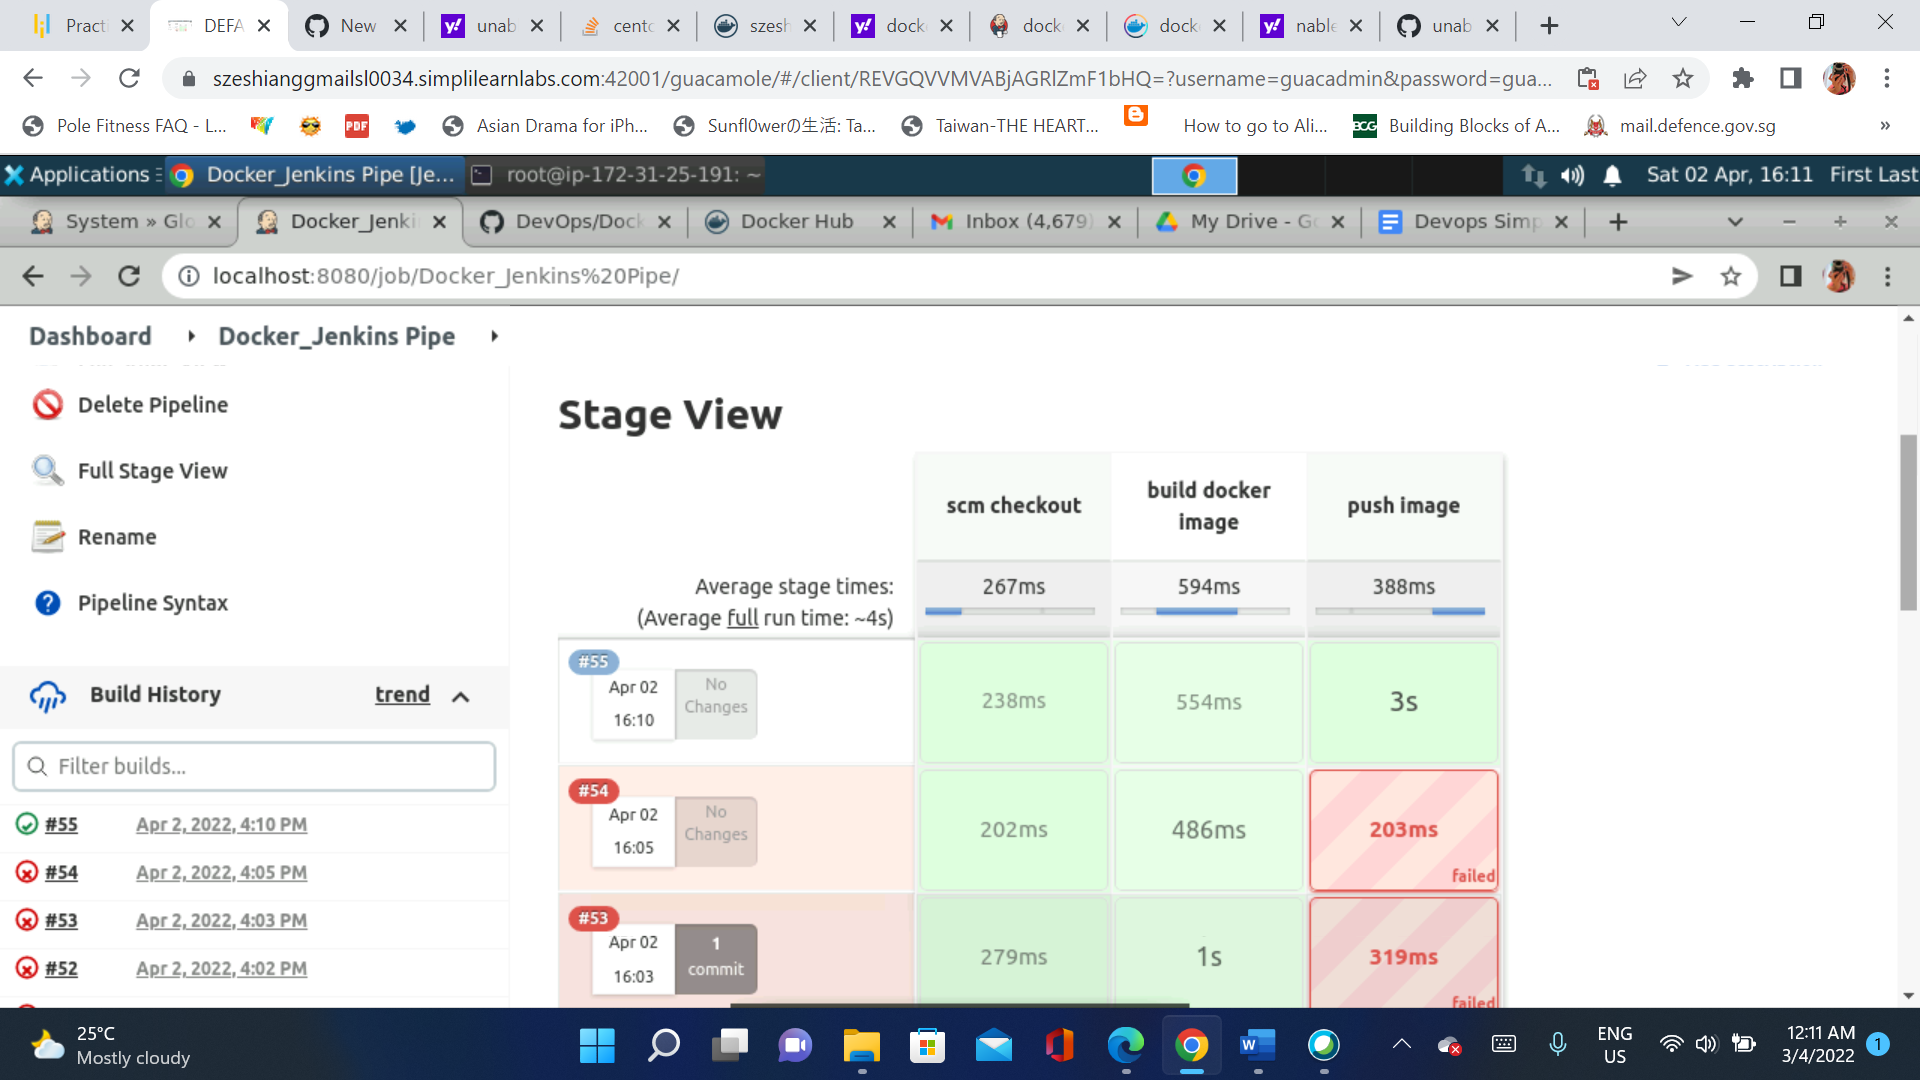 Practi
DEFA
New
unab
cento
szesh
docke
docke
docke
nable
unab
szeshianggmailsl0034.simplilearnlabs.com:42001/guacamole/#/client/REVGQVVMVABjAGRlZmF1bHQ=?username=guacadmin&password=gua...
Pole Fitness FAQ - L...
PDF
Asian Drama for iPh...
Sunfl0werの生活: Ta...
Taiwan-THE HEART...
How to go to Ali...
BCG
Building Blocks of A...
mail.defence.gov.sg
»
Applications
Docker_Jenkins Pipe [Je...
root@ip-172-31-25-191: ~
Sat 02 Apr, 16:11
First Last
System » Glo
Docker_Jenki
DevOps/Dock
Docker Hub
Inbox (4,679)
My Drive - Go
Devops Simp
localhost:8080/job/Docker_Jenkins%20Pipe/
Dashboard
Docker_Jenkins Pipe
Delete Pipeline
Full Stage View
Rename
Pipeline Syntax
Build History
trend
Filter builds...
#55 Apr 2, 2022, 4:10 PM
#54 Apr 2, 2022, 4:05 PM
#53 Apr 2, 2022, 4:03 PM
#52 Apr 2, 2022, 4:02 PM
Stage View
scm checkout
build docker
image
push image
Average stage times:
(Average full run time: ~4s)
267ms
594ms
388ms
#55
Apr 02
16:10
No
Changes
238ms
554ms
3s
#54
Apr 02
16:05
No
Changes
202ms
486ms
203ms
failed
#53
Apr 02
16:03
1
commit
279ms
1s
319ms
failed
25°C
Mostly cloudy
ENG
US
12:11 AM
3/4/2022
1